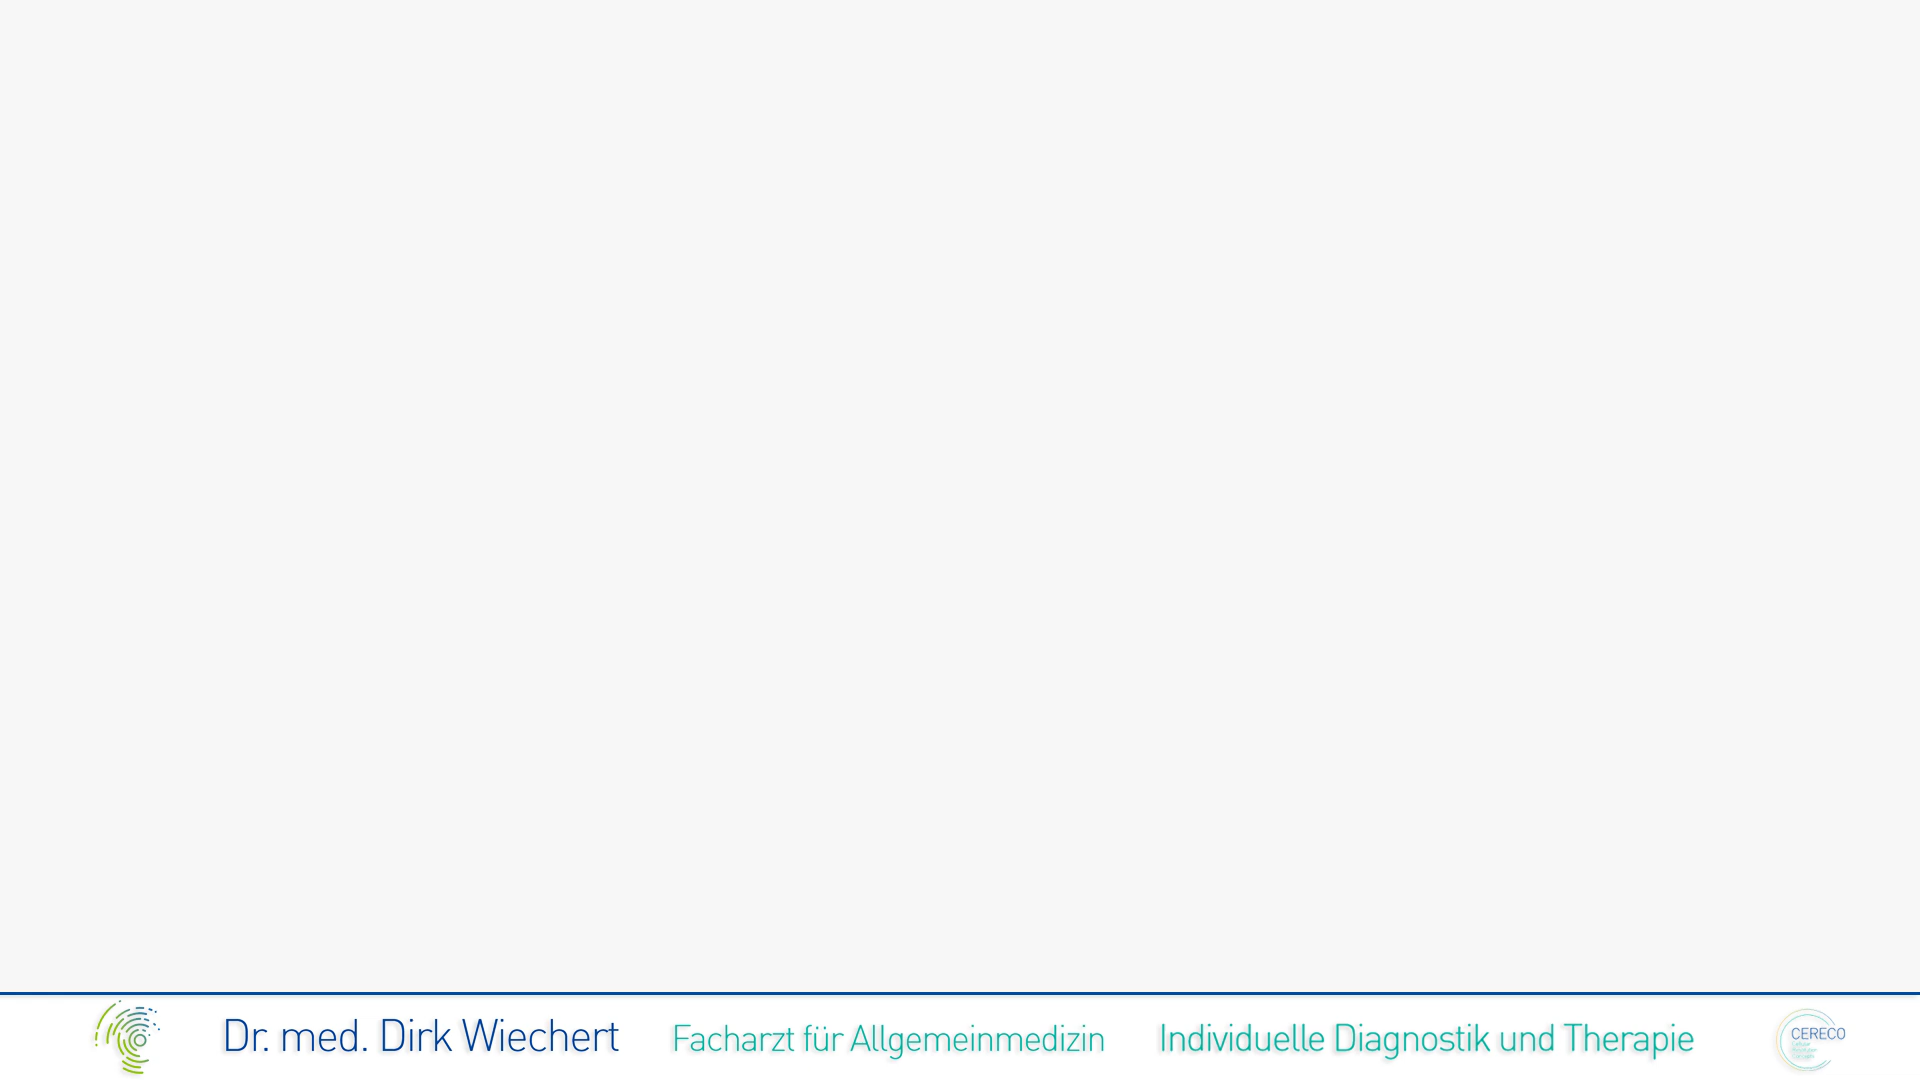 Dr. med. Dirk Wiechert Facharzt für Allgemeinmedizin Individuelle Diagnostik und Therapie
CERECO